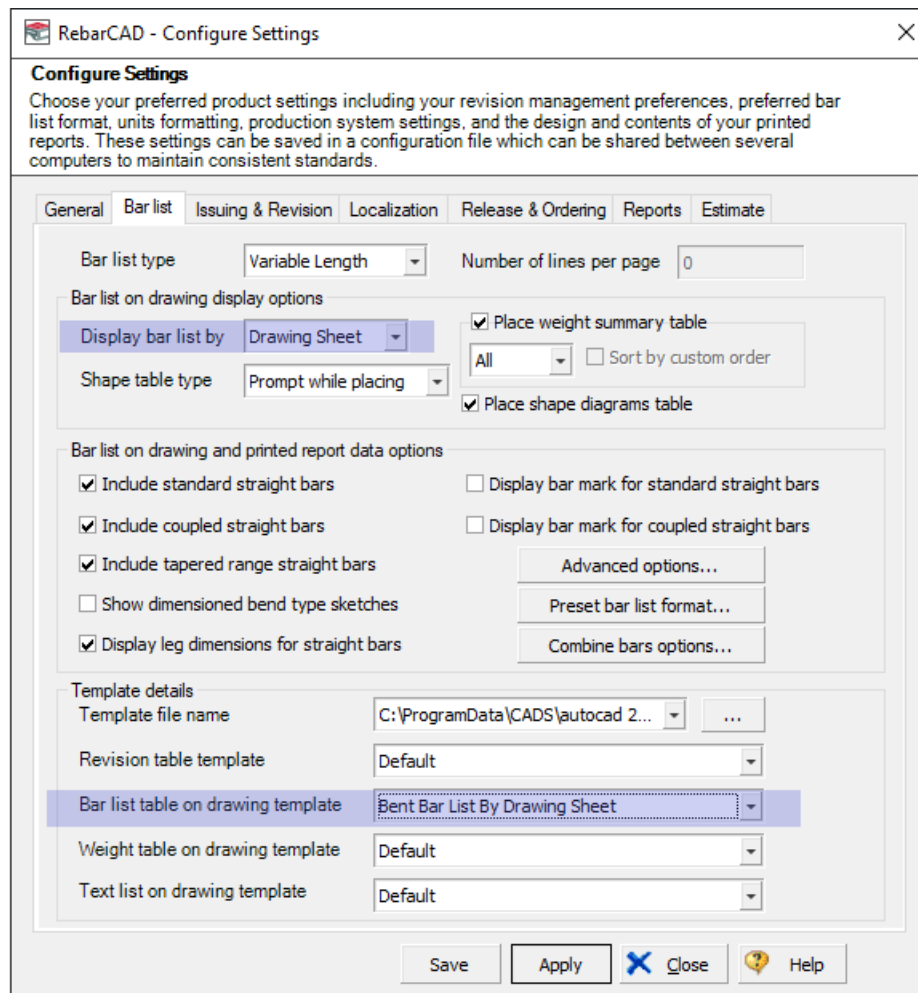 RebarCAD - Configure Settings
Configure Settings
Choose your preferred product settings including your revision management preferences, preferred bar
list format, units formatting, production system settings, and the design and contents of your printed
reports. These settings can be saved in a configuration file which can be shared between several
computers to maintain consistent standards.
General Bar list Issuing & Revision Localization Release & Ordering Reports Estimate
Bar list type Variable Length Number of lines per page 0
Bar list on drawing display options
Display bar list by Drawing Sheet Place weight summary table
All Sort by custom order
Shape table type Prompt while placing
Place shape diagrams table
Bar list on drawing and printed report data options
Include standard straight bars Display bar mark for standard straight bars
Include coupled straight bars Display bar mark for coupled straight bars
Include tapered range straight bars Advanced options...
Show dimensioned bend type sketches Preset bar list format...
Display leg dimensions for straight bars Combine bars options...
Template details
Template file name C:\ProgramData\CADS\autocad 2... ...
Revision table template Default
Bar list table on drawing template Bent Bar List By Drawing Sheet
Weight table on drawing template Default
Text list on drawing template Default
Save Apply Close Help